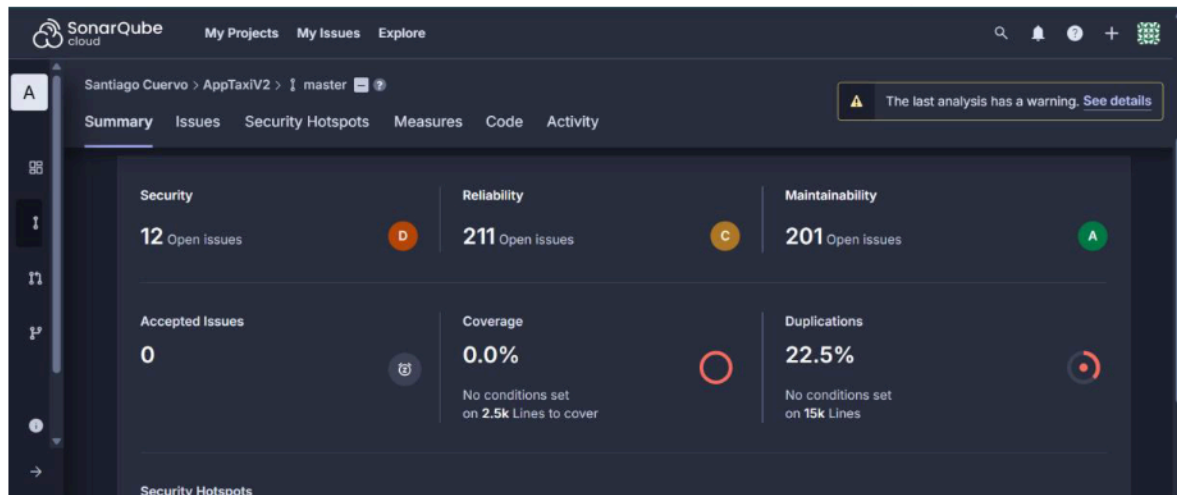 SonarQube
cloud
My Projects My Issues Explore
A
Santiago Cuervo > AppTaxiV2 > master
The last analysis has a warning. See details
Summary Issues Security Hotspots Measures Code Activity
Security
12 Open issues
D
Reliability
211 Open issues
C
Maintainability
201 Open issues
A
Accepted Issues
0
Coverage
0.0%
No conditions set
on 2.5k Lines to cover
Duplications
22.5%
No conditions set
on 15k Lines
Security Hotspots